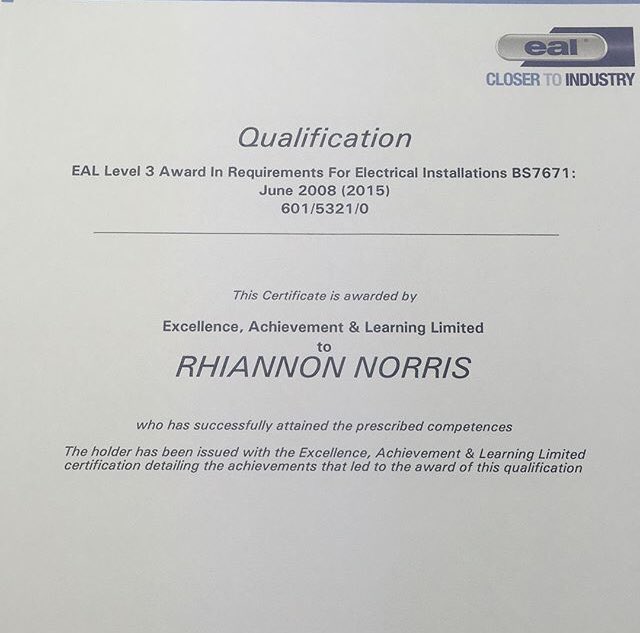 eal
CLOSER TO INDUSTRY
Qualification
EAL Level 3 Award In Requirements For Electrical Installations BS7671:
June 2008 (2015)
601/5321/0
This Certificate is awarded by
Excellence, Achievement & Learning Limited
to
RHIANNON NORRIS
who has successfully attained the prescribed competences
The holder has been issued with the Excellence, Achievement & Learning Limited
certification detailing the achievements that led to the award of this qualification